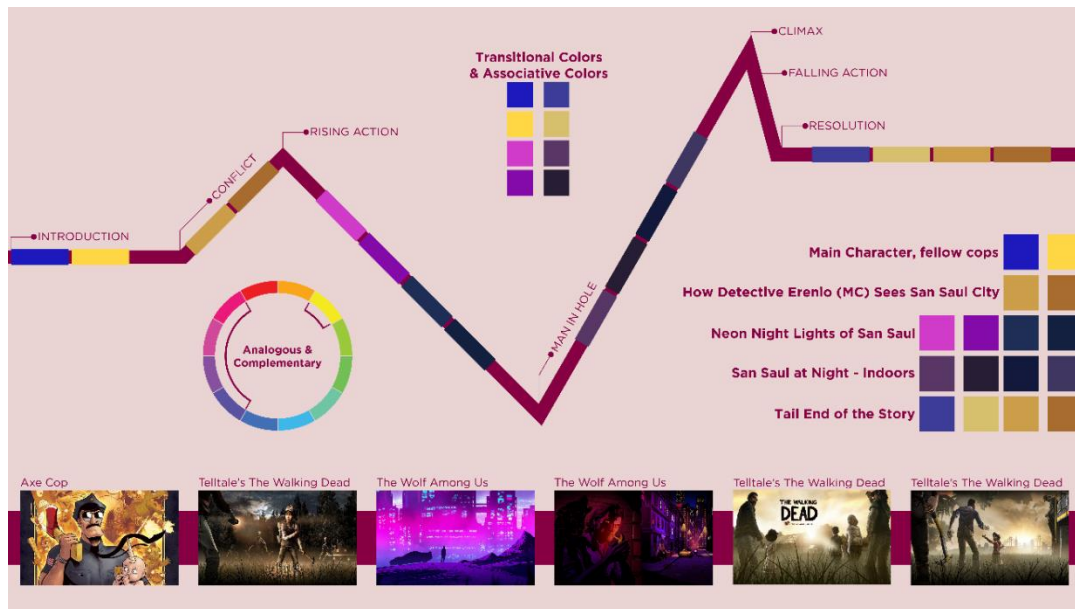 CLIMAX
Transitional Colors
& Associative Colors
FALLING ACTION
RISING ACTION
RESOLUTION
CONFLICT
INTRODUCTION
MAN IN HOLE
Analogous &
Complementary
Main Character, fellow cops
How Detective Erenio (MC) Sees San Saul City
Neon Night Lights of San Saul
San Saul at Night - Indoors
Tail End of the Story
Axe Cop
Telltale's The Walking Dead
The Wolf Among Us
The Wolf Among Us
Telltale's The Walking Dead
Telltale's The Walking Dead
THE WALKING
DEAD